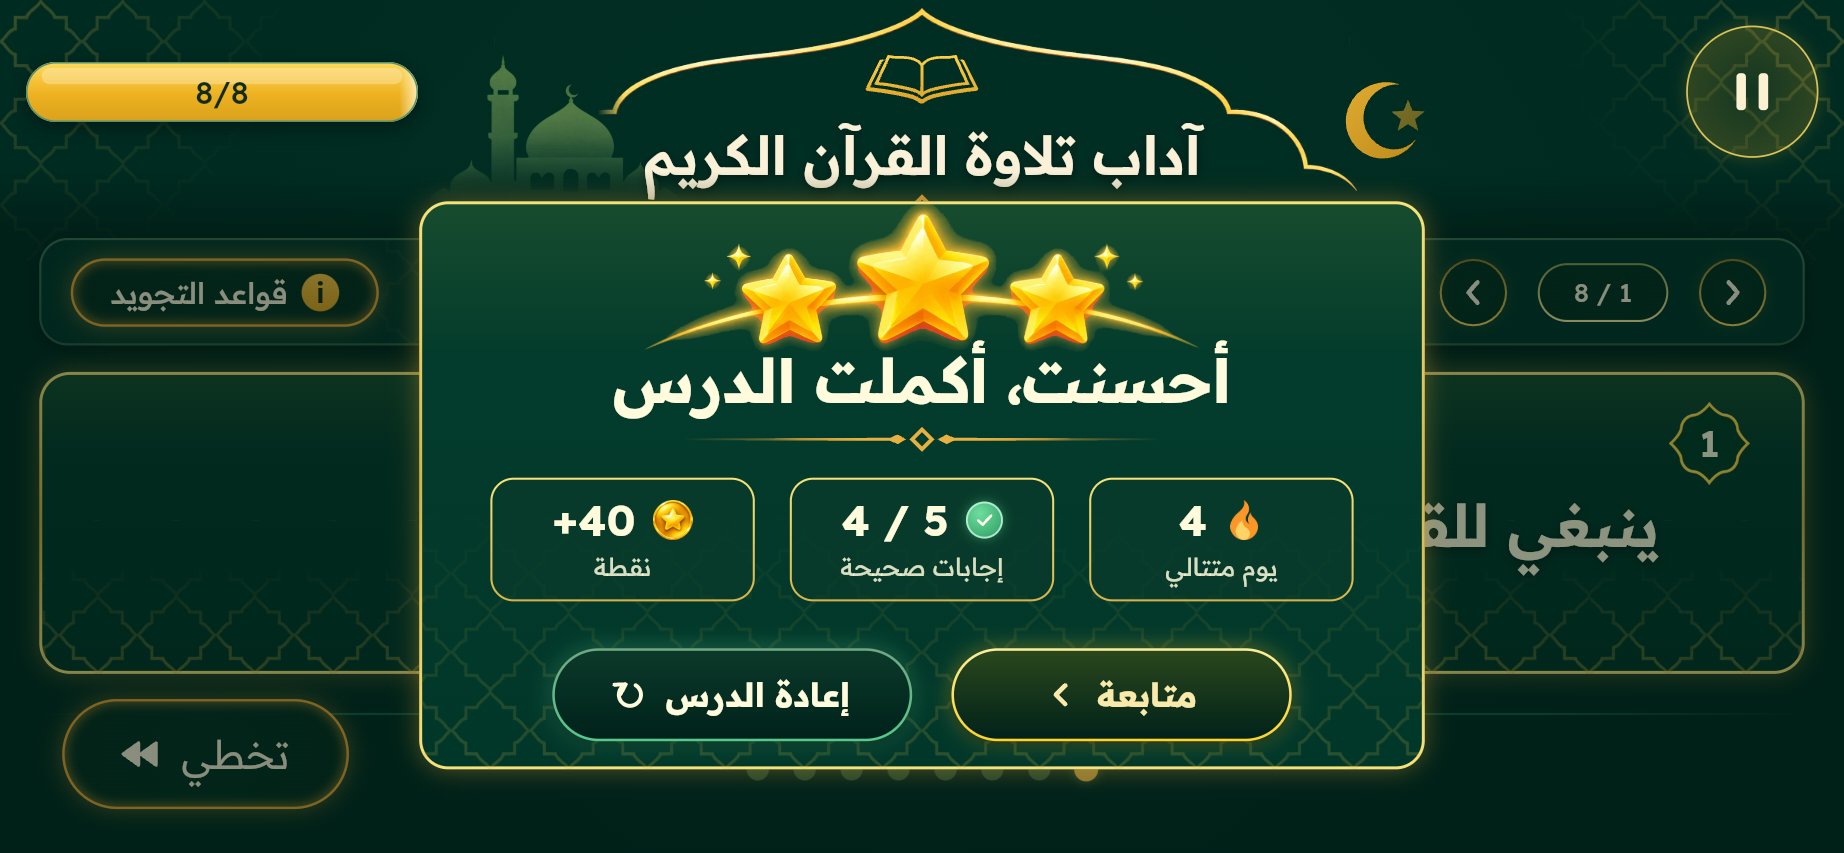 8/8
آداب تلاوة القرآن الكريم
8 / 1
قواعد التجويد
1
ينبغي
أحسنت، أكملت الدرس
4
يوم متتالي
4 / 5
إجابات صحيحة
+40
نقطة
متابعة
إعادة الدرس
تخطي